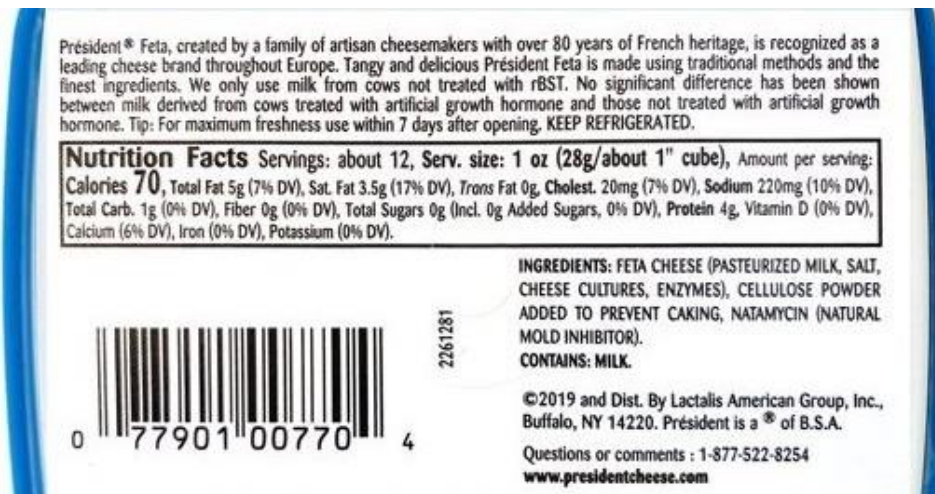 Président® Feta, created by a family of artisan cheesemakers with over 80 years of French heritage, is recognized as a
leading cheese brand throughout Europe. Tangy and delicious Président Feta is made using traditional methods and the
finest ingredients. We only use milk from cows not treated with rBST. No significant difference has been shown
between milk derived from cows treated with artificial growth hormone and those not treated with artificial growth
hormone. Tip: For maximum freshness use within 7 days after opening. KEEP REFRIGERATED.
Nutrition Facts Servings: about 12, Serv. size: 1 oz (28g/about 1" cube), Amount per serving:
Calories 70, Total Fat 5g (7% DV), Sat. Fat 3.5g (17% DV), Trans Fat 0g, Cholest. 20mg (7% DV), Sodium 220mg (10% DV),
Total Carb. 1g (0% DV), Fiber 0g (0% DV), Total Sugars 0g (Incl. 0g Added Sugars, 0% DV), Protein 4g, Vitamin D (0% DV),
Calcium (6% DV), Iron (0% DV), Potassium (0% DV).
INGREDIENTS: FETA CHEESE (PASTEURIZED MILK, SALT,
CHEESE CULTURES, ENZYMES), CELLULOSE POWDER
ADDED TO PREVENT CAKING, NATAMYCIN (NATURAL
MOLD INHIBITOR).
CONTAINS: MILK.
2261281
0 77901 00770 4
©2019 and Dist. By Lactalis American Group, Inc.,
Buffalo, NY 14220. Président is a ® of B.S.A.
Questions or comments : 1-877-522-8254
www.presidentcheese.com